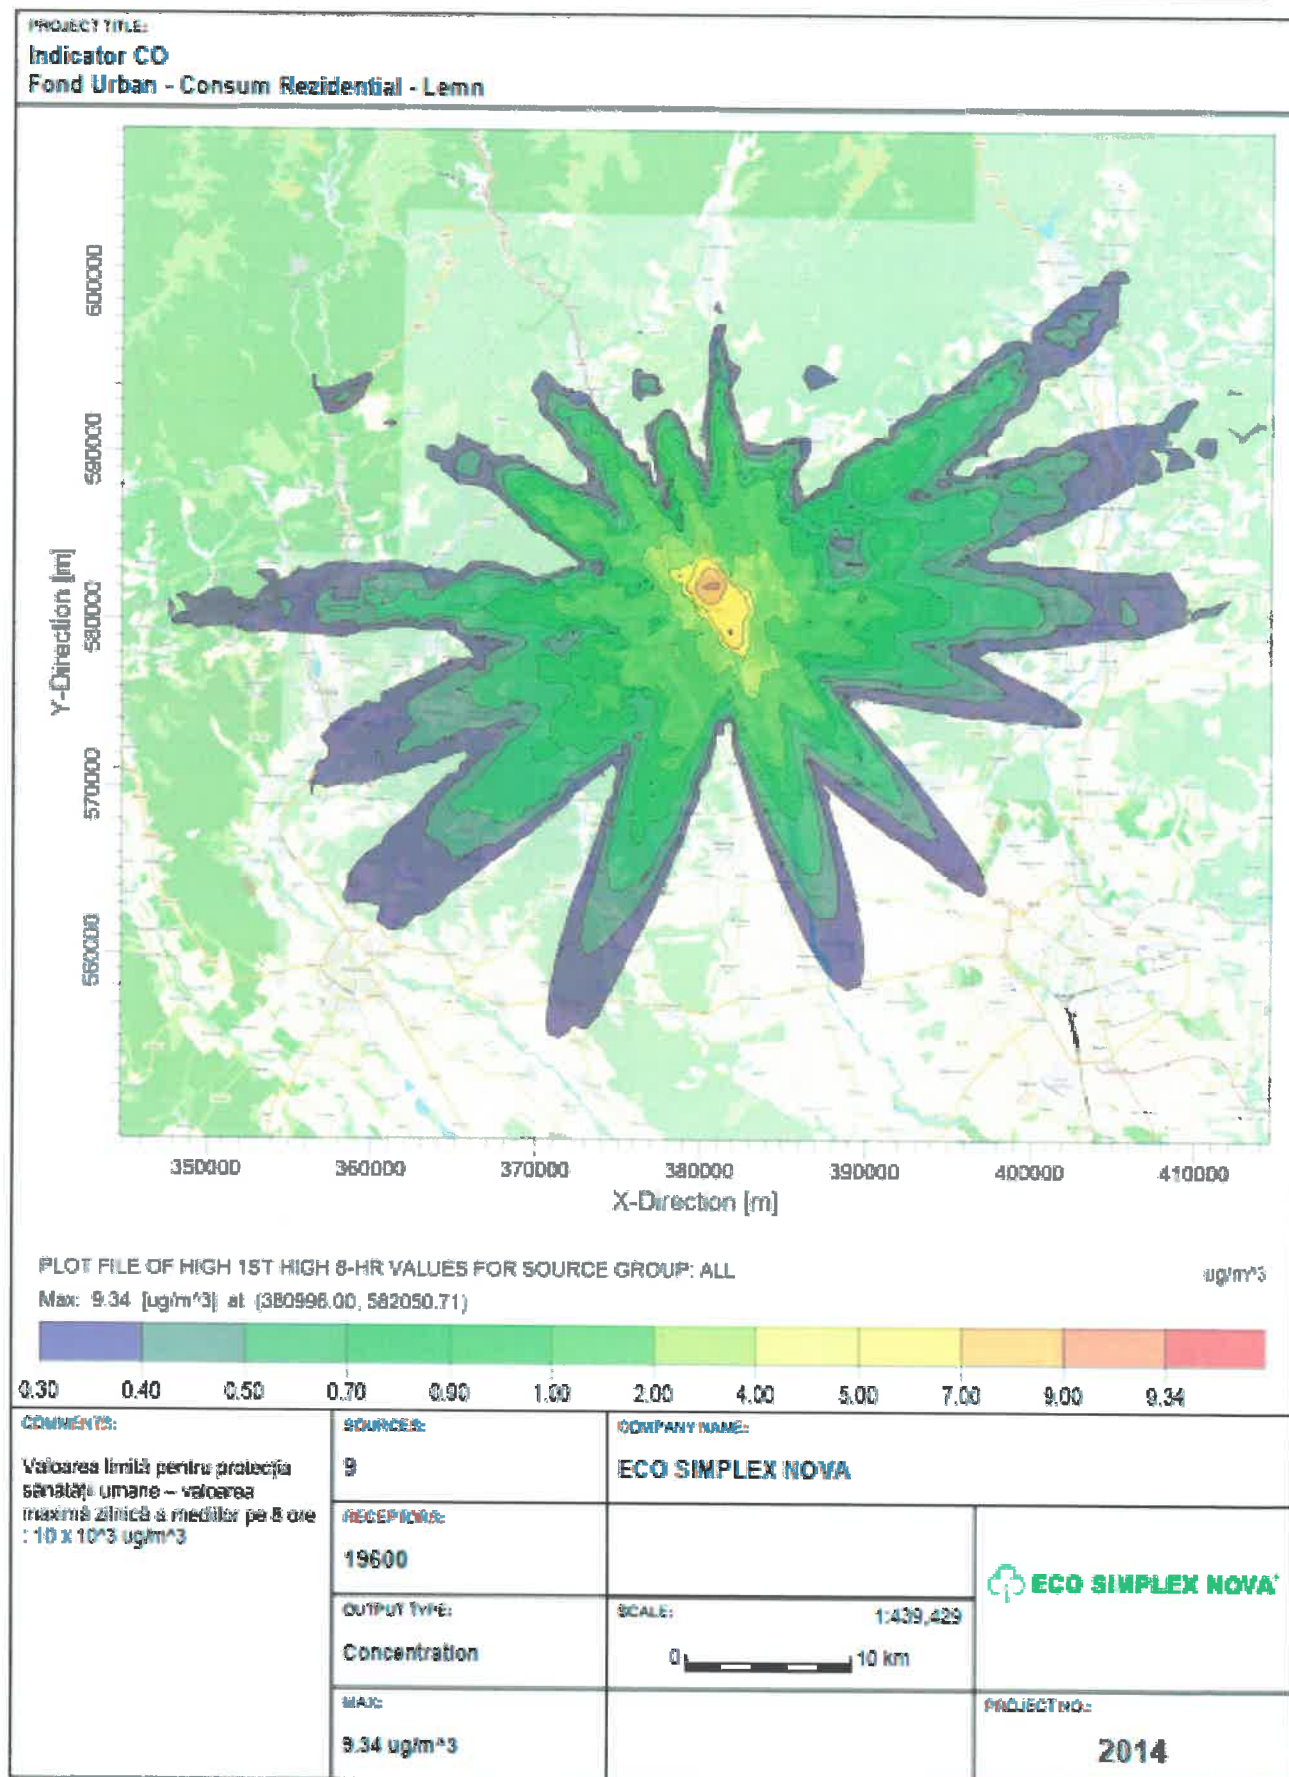 PROJECT TITLE:
Indicator CO
Fond Urban - Consum Rezidential - Lemn
Y-Direction [m]
600000
590000
580000
570000
560000
350000
360000
370000
380000
390000
400000
410000
X-Direction [m]
PLOT FILE OF HIGH 1ST HIGH 8-HR VALUES FOR SOURCE GROUP: ALL
ug/m^3
Max: 9.34 [ug/m^3] at (380996.00, 582050.71)
0.30
0.40
0.50
0.70
0.90
1.00
2.00
4.00
5.00
7.00
9.00
9.34
COMMENTS:
Valoarea limită pentru protecția
sănătății umane – valoarea
maximă zilnică a mediilor pe 8 ore
: 10 x 10^3 ug/m^3
SOURCES:
9
RECEPTORS:
19600
OUTPUT TYPE:
Concentration
MAX:
9.34 ug/m^3
COMPANY NAME:
ECO SIMPLEX NOVA
SCALE:
1:439,429
0
10 km
ECO SIMPLEX NOVA
PROJECT NO.:
2014